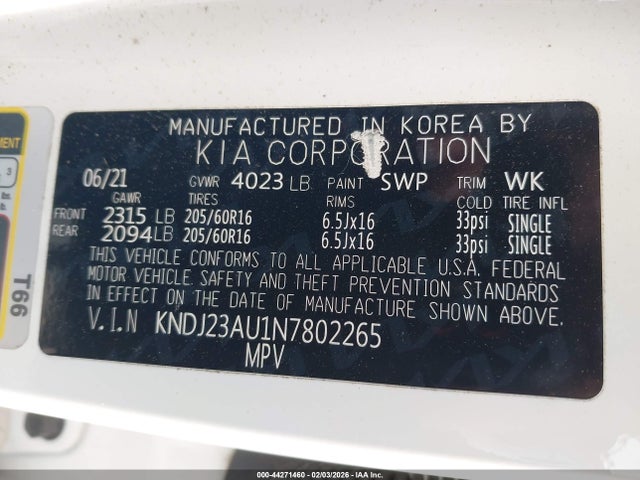 MANUFACTURED IN KOREA BY
KIA CORPORATION
06/21 GVWR 4023 LB PAINT SWP TRIM WK
GAWR TIRES RIMS COLD TIRE INFL
FRONT 2315 LB 205/60R16 6.5Jx16 33psi SINGLE
REAR 2094 LB 205/60R16 6.5Jx16 33psi SINGLE
THIS VEHICLE CONFORMS TO ALL APPLICABLE U.S.A. FEDERAL
MOTOR VEHICLE SAFETY AND THEFT PREVENTION STANDARDS
IN EFFECT ON THE DATE OF MANUFACTURE SHOWN ABOVE.
V.I.N KNDJ23AU1N7802265
MPV
MENT
3
T66
000-44271460 - 02/03/2026 - IAA Inc.